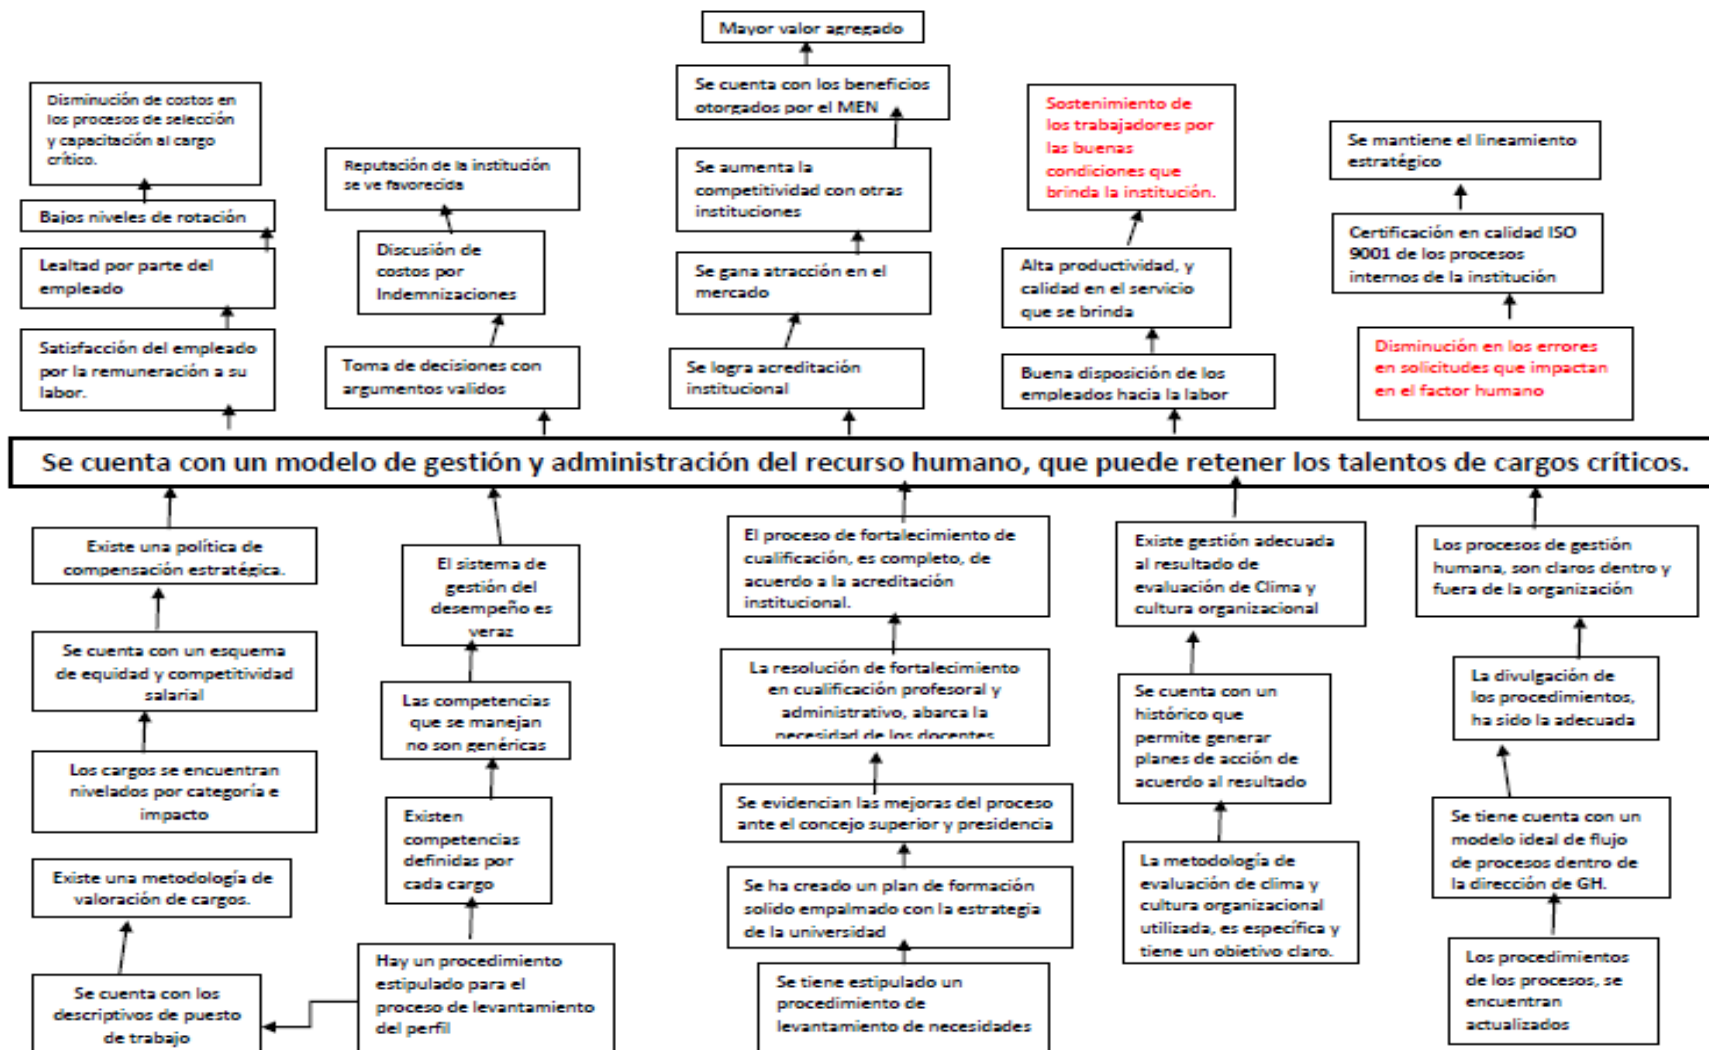 Mayor valor agregado
Se cuenta con los beneficios
otorgados por el MEN
Disminución de costos en
los procesos de selección
y capacitación al cargo
crítico.
Sostenimiento de
los trabajadores por
las buenas
condiciones que
brinda la institución.
Se mantiene el lineamiento
estratégico
Reputación de la institución
se ve favorecida
Se aumenta la
competitividad con otras
instituciones
Bajos niveles de rotación
Discusión de
costos por
Indemnizaciones
Certificación en calidad ISO
9001 de los procesos
internos de la institución
Lealtad por parte del
empleado
Se gana atracción en el
mercado
Alta productividad, y
calidad en el servicio
que se brinda
Satisfacción del empleado
por la remuneración a su
labor.
Toma de decisiones con
argumentos validos
Se logra acreditación
institucional
Buena disposición de los
empleados hacia la labor
Disminución en los errores
en solicitudes que impactan
en el factor humano
Se cuenta con un modelo de gestión y administración del recurso humano, que puede retener los talentos de cargos críticos.
Existe una política de
compensación estratégica.
El sistema de
gestión del
desempeño es
veraz
El proceso de fortalecimiento de
cualificación, es completo, de
acuerdo a la acreditación
institucional.
Existe gestión adecuada
al resultado de
evaluación de Clima y
cultura organizacional
Los procesos de gestión
humana, son claros dentro y
fuera de la organización
Se cuenta con un esquema
de equidad y competitividad
salarial
Las competencias
que se manejan
no son genéricas
La resolución de fortalecimiento
en cualificación profesoral y
administrativo, abarca la
necesidad de los docentes
Se cuenta con un
histórico que
permite generar
planes de acción de
acuerdo al resultado
La divulgación de
los procedimientos,
ha sido la adecuada
Los cargos se encuentran
nivelados por categoría e
impacto
Existen
competencias
definidas por
cada cargo
Se evidencian las mejoras del proceso
ante el concejo superior y presidencia
Se tiene cuenta con un
modelo ideal de flujo
de procesos dentro de
la dirección de GH.
Existe una metodología de
valoración de cargos.
Se ha creado un plan de formación
solido empalmado con la estrategia
de la universidad
La metodología de
evaluación de clima y
cultura organizacional
utilizada, es específica y
tiene un objetivo claro.
Se cuenta con los
descriptivos de puesto
de trabajo
Hay un procedimiento
estipulado para el
proceso de levantamiento
del perfil
Se tiene estipulado un
procedimiento de
levantamiento de necesidades
Los procedimientos
de los procesos, se
encuentran
actualizados